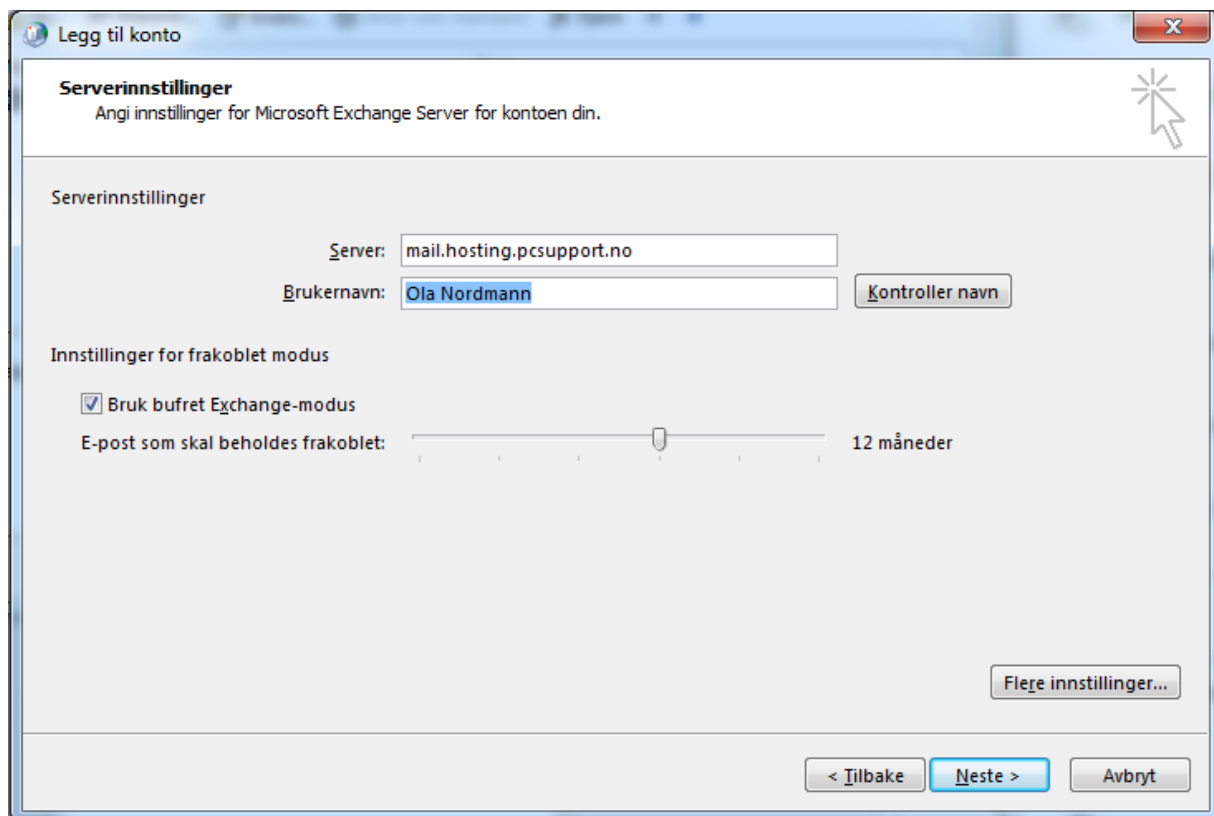 Legg til konto
Serverinnstillinger
Angi innstillinger for Microsoft Exchange Server for kontoen din.
Serverinnstillinger
Server: mail.hosting.pcsupport.no
Brukernavn: Ola Nordmann Kontroller navn
Innstillinger for frakoblet modus
Bruk bufret Exchange-modus
E-post som skal beholdes frakoblet: 12 måneder
Flere innstillinger...
< Tilbake Neste > Avbryt